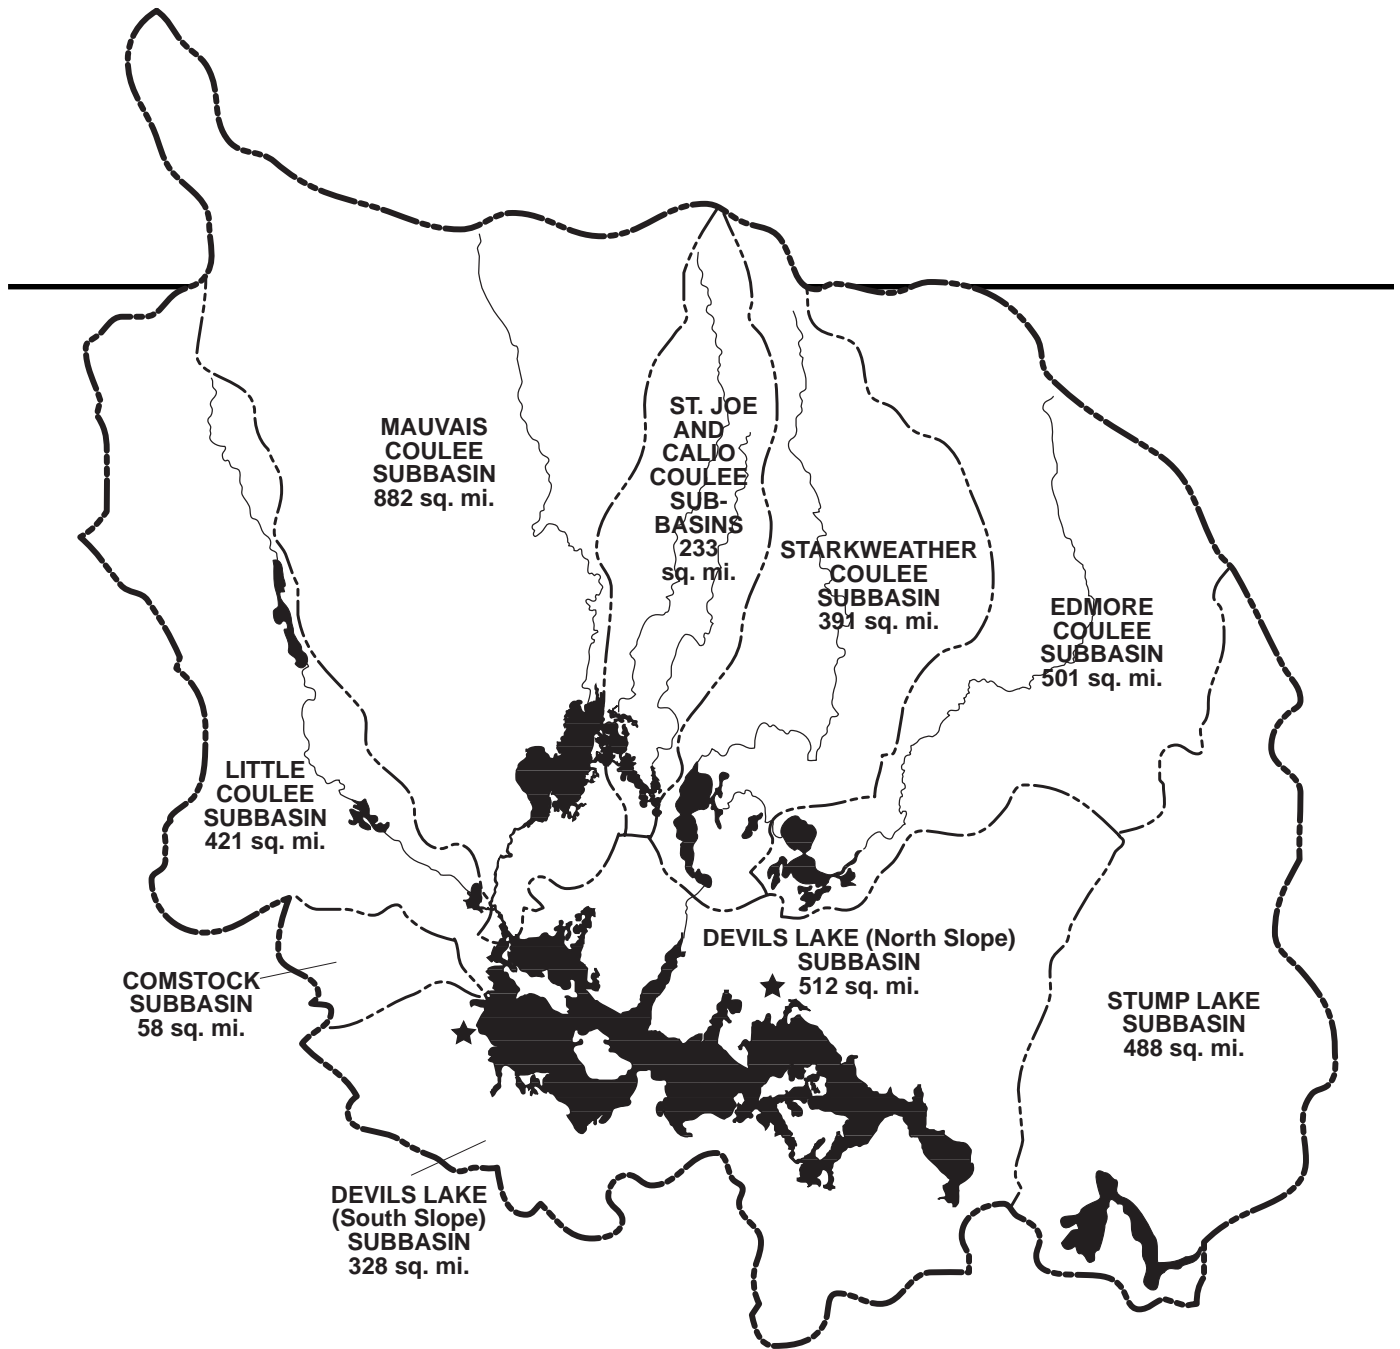 MAUVAIS
COULEE
SUBBASIN
882 sq. mi.
ST. JOE
AND
CALIO
COULEE
SUB-
BASINS
233
sq. mi.
STARKWEATHER
COULEE
SUBBASIN
391 sq. mi.
EDMORE
COULEE
SUBBASIN
501 sq. mi.
LITTLE
COULEE
SUBBASIN
421 sq. mi.
DEVILS LAKE (North Slope)
SUBBASIN
512 sq. mi.
COMSTOCK
SUBBASIN
58 sq. mi.
STUMP LAKE
SUBBASIN
488 sq. mi.
DEVILS LAKE
(South Slope)
SUBBASIN
328 sq. mi.